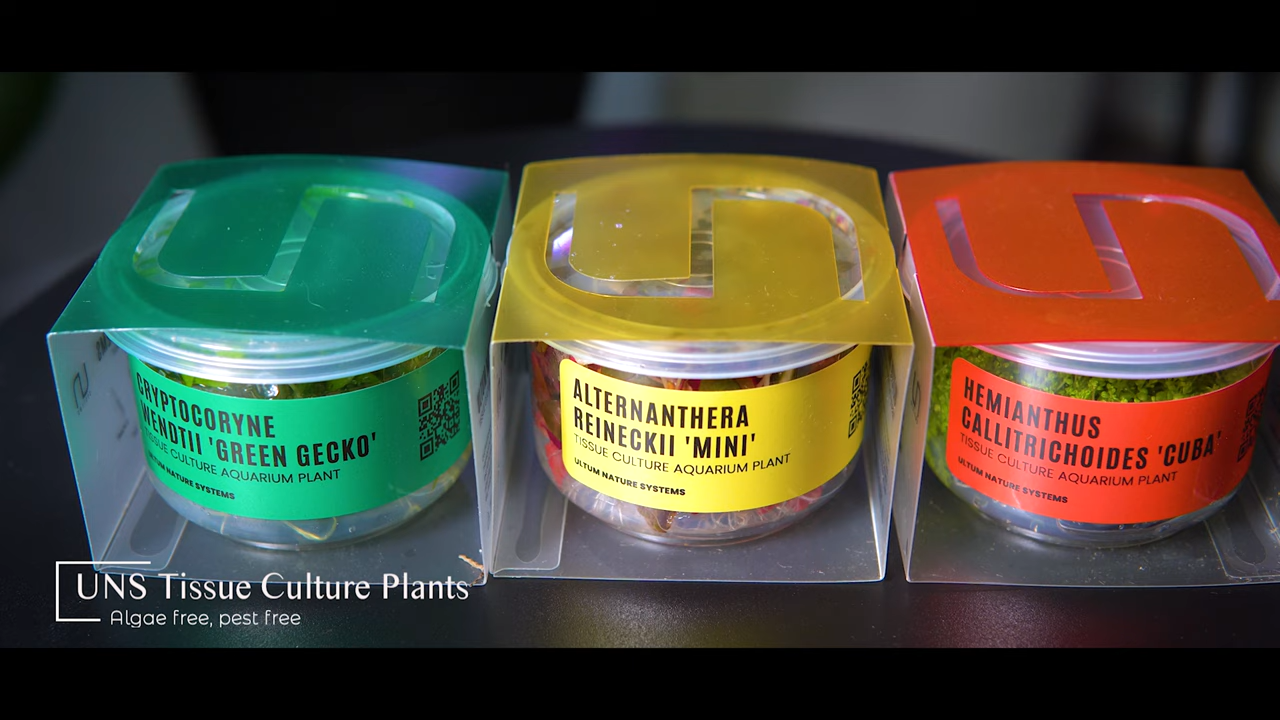 CRYPTOCORYNE
WENDTII 'GREEN GECKO'
TISSUE CULTURE AQUARIUM PLANT
ULTUM NATURE SYSTEMS
ALTERNANTHERA
REINECKII 'MINI'
TISSUE CULTURE AQUARIUM PLANT
ULTUM NATURE SYSTEMS
HEMIANTHUS
CALLITRICHOIDES 'CUBA'
TISSUE CULTURE AQUARIUM PLANT
ULTUM NATURE SYSTEMS
UNS Tissue Culture Plants
Algae free, pest free